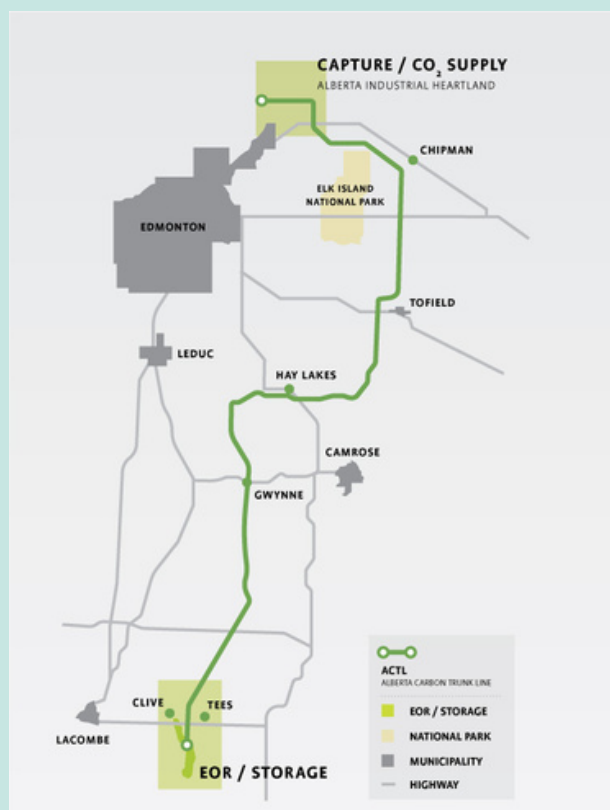 CAPTURE / CO₂ SUPPLY
ALBERTA INDUSTRIAL HEARTLAND
CHIPMAN
ELK ISLAND
NATIONAL PARK
EDMONTON
TOFIELD
LEDUC
HAY LAKES
CAMROSE
GWYNNE
CLIVE
TEES
LACOMBE
EOR / STORAGE
ACTL
ALBERTA CARBON TRUNK LINE
EOR / STORAGE
NATIONAL PARK
MUNICIPALITY
HIGHWAY